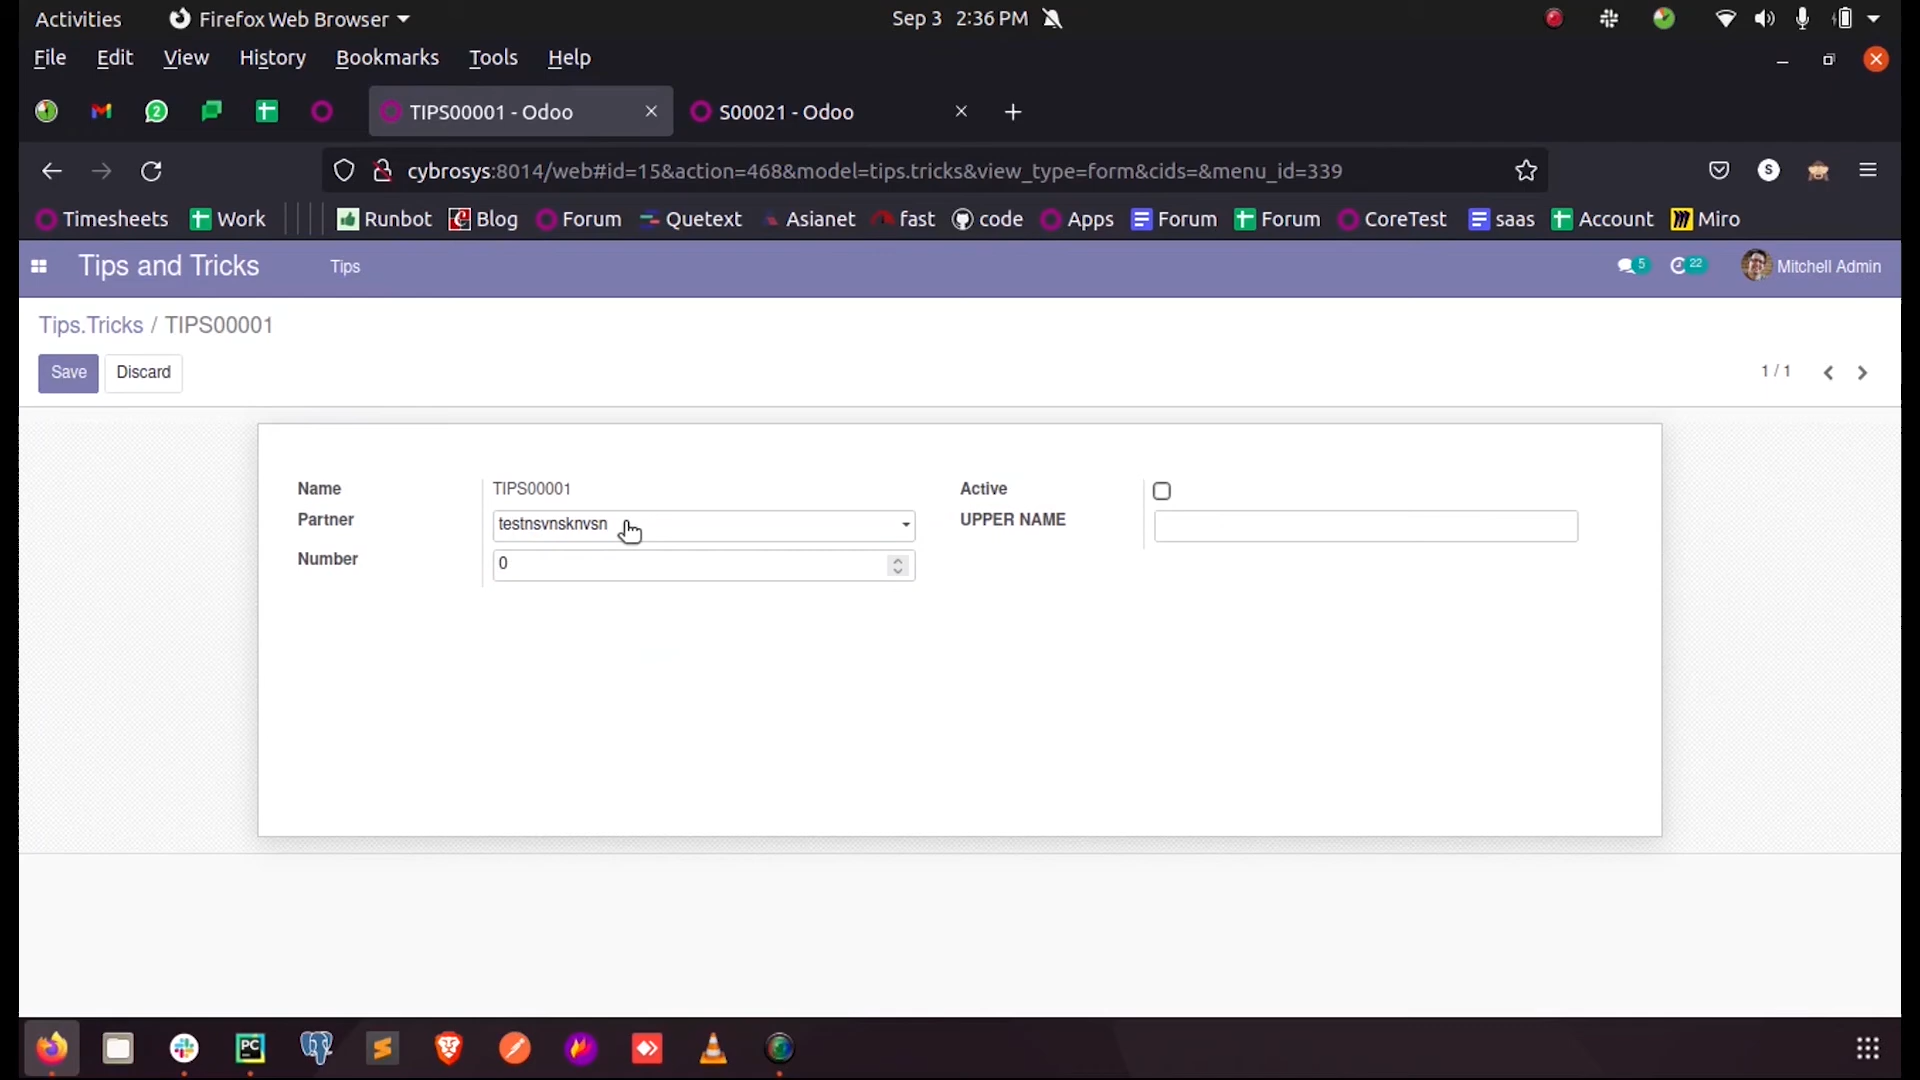 Activities Firefox Web Browser Sep 3 2:36 PM
File Edit View History Bookmarks Tools Help
2 TIPS00001 - Odoo S00021 - Odoo
cybrosys:8014/web#id=15&action=468&model=tips.tricks&view_type=form&cids=&menu_id=339 S
Timesheets Work Runbot Blog Forum Quetext Asianet fast code Apps Forum Forum CoreTest saas Account Miro
Tips and Tricks Tips 5 22 Mitchell Admin
Tips.Tricks / TIPS00001
Save Discard 1 / 1
Name TIPS00001 Active
Partner testnsvnsknvsn UPPER NAME
Number 0
PC